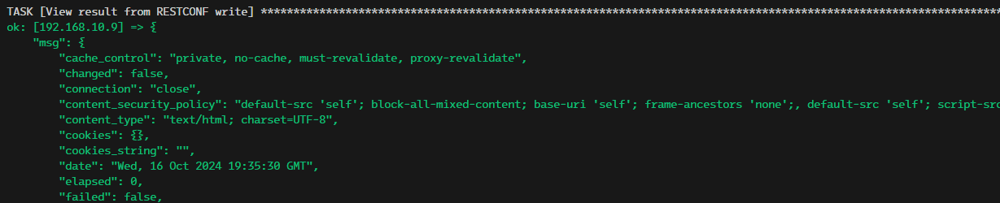 TASK [View result from RESTCONF write] ******************************************************************************************************************
ok: [192.168.10.9] => {
    "msg": {
        "cache_control": "private, no-cache, must-revalidate, proxy-revalidate",
        "changed": false,
        "connection": "close",
        "content_security_policy": "default-src 'self'; block-all-mixed-content; base-uri 'self'; frame-ancestors 'none';, default-src 'self'; script-src
        "content_type": "text/html; charset=UTF-8",
        "cookies": {},
        "cookies_string": "",
        "date": "Wed, 16 Oct 2024 19:35:30 GMT",
        "elapsed": 0,
        "failed": false,